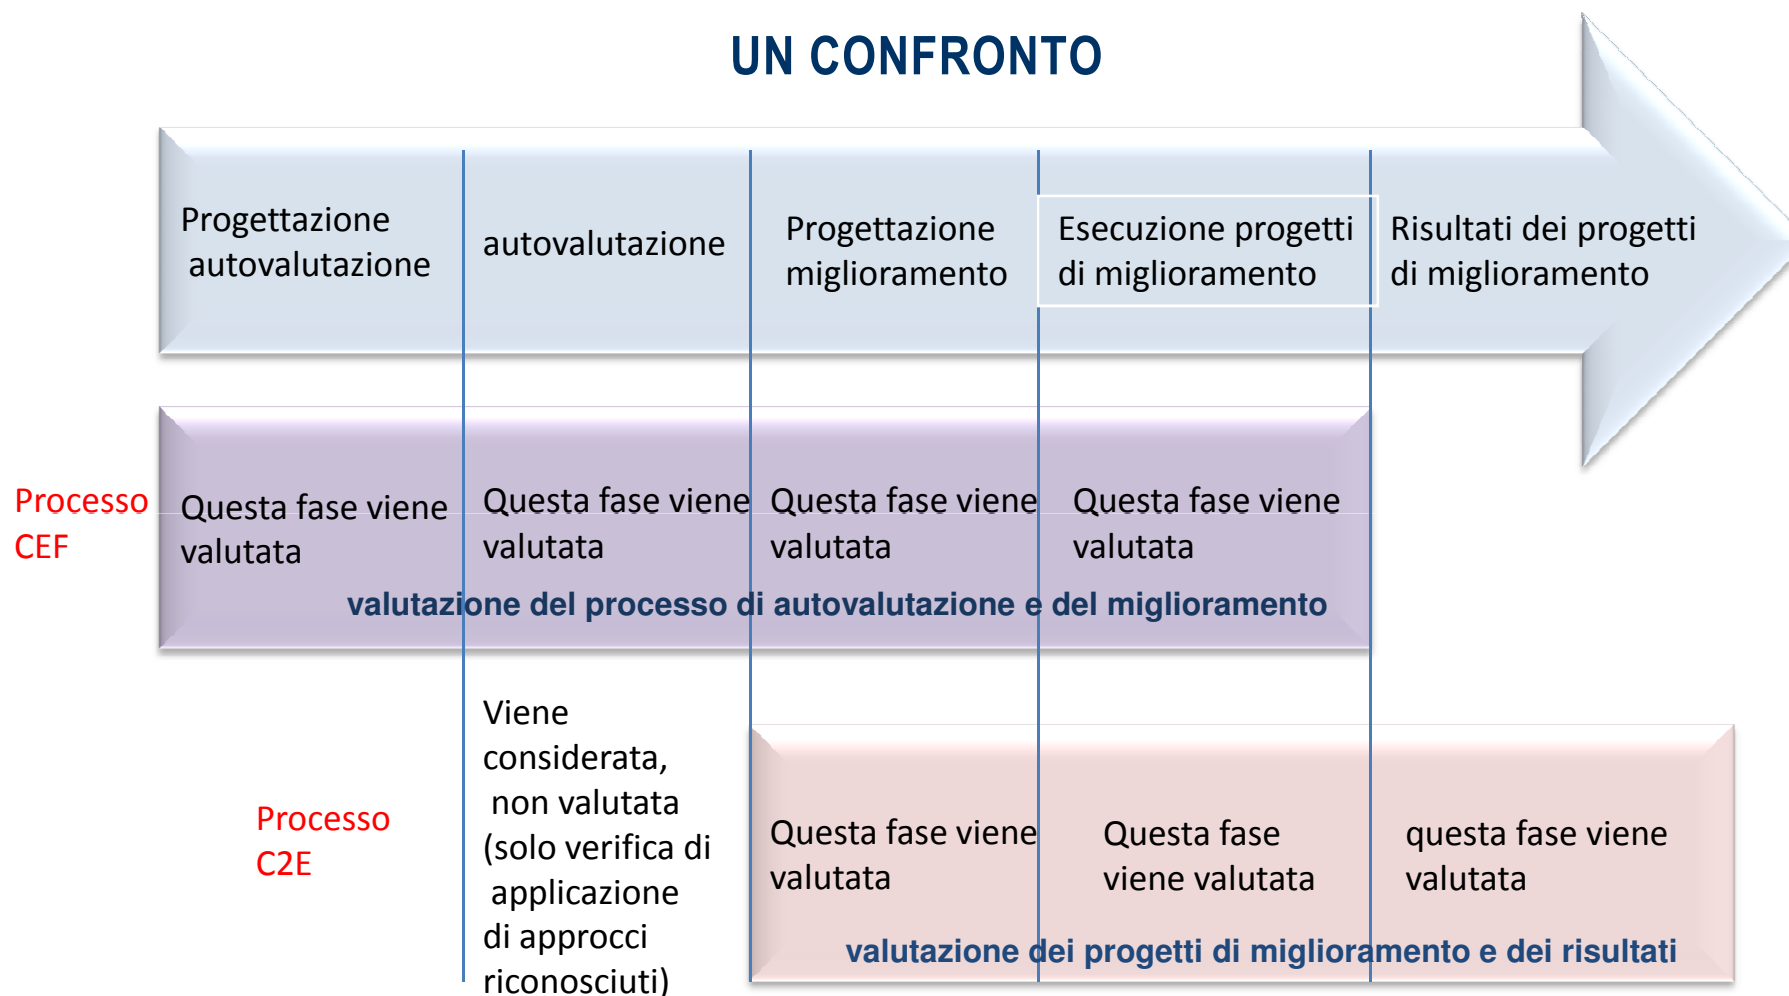 UN CONFRONTO
Progettazione
autovalutazione
autovalutazione
Progettazione
miglioramento
Esecuzione progetti
di miglioramento
Risultati dei progetti
di miglioramento
Processo
CEF
Questa fase viene
valutata
Questa fase viene
valutata
Questa fase viene
valutata
Questa fase viene
valutata
valutazione del processo di autovalutazione e del miglioramento
Processo
C2E
Viene
considerata,
non valutata
(solo verifica di
applicazione
di approcci
riconosciuti)
Questa fase viene
valutata
Questa fase
viene valutata
questa fase viene
valutata
valutazione dei progetti di miglioramento e dei risultati